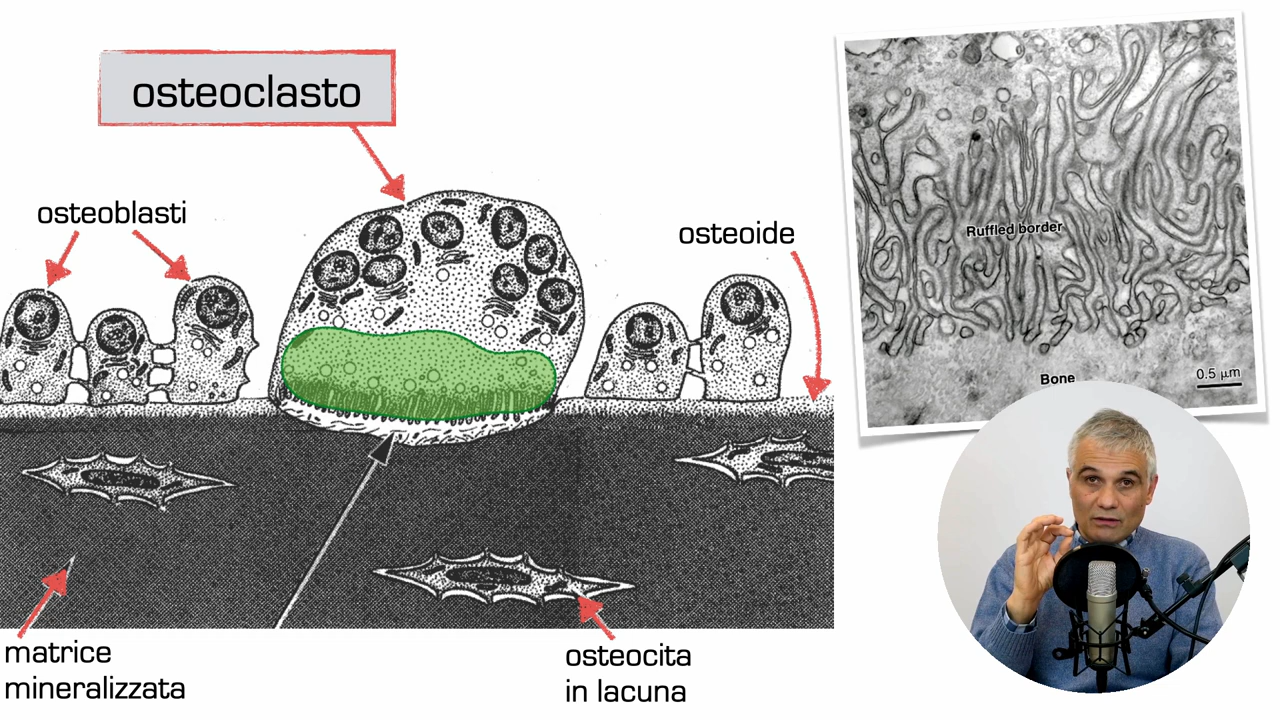 osteoclasto
osteoblasti
osteoide
Ruffled border
Bone
0.5 µm
matrice
mineralizzata
osteocita
in lacuna